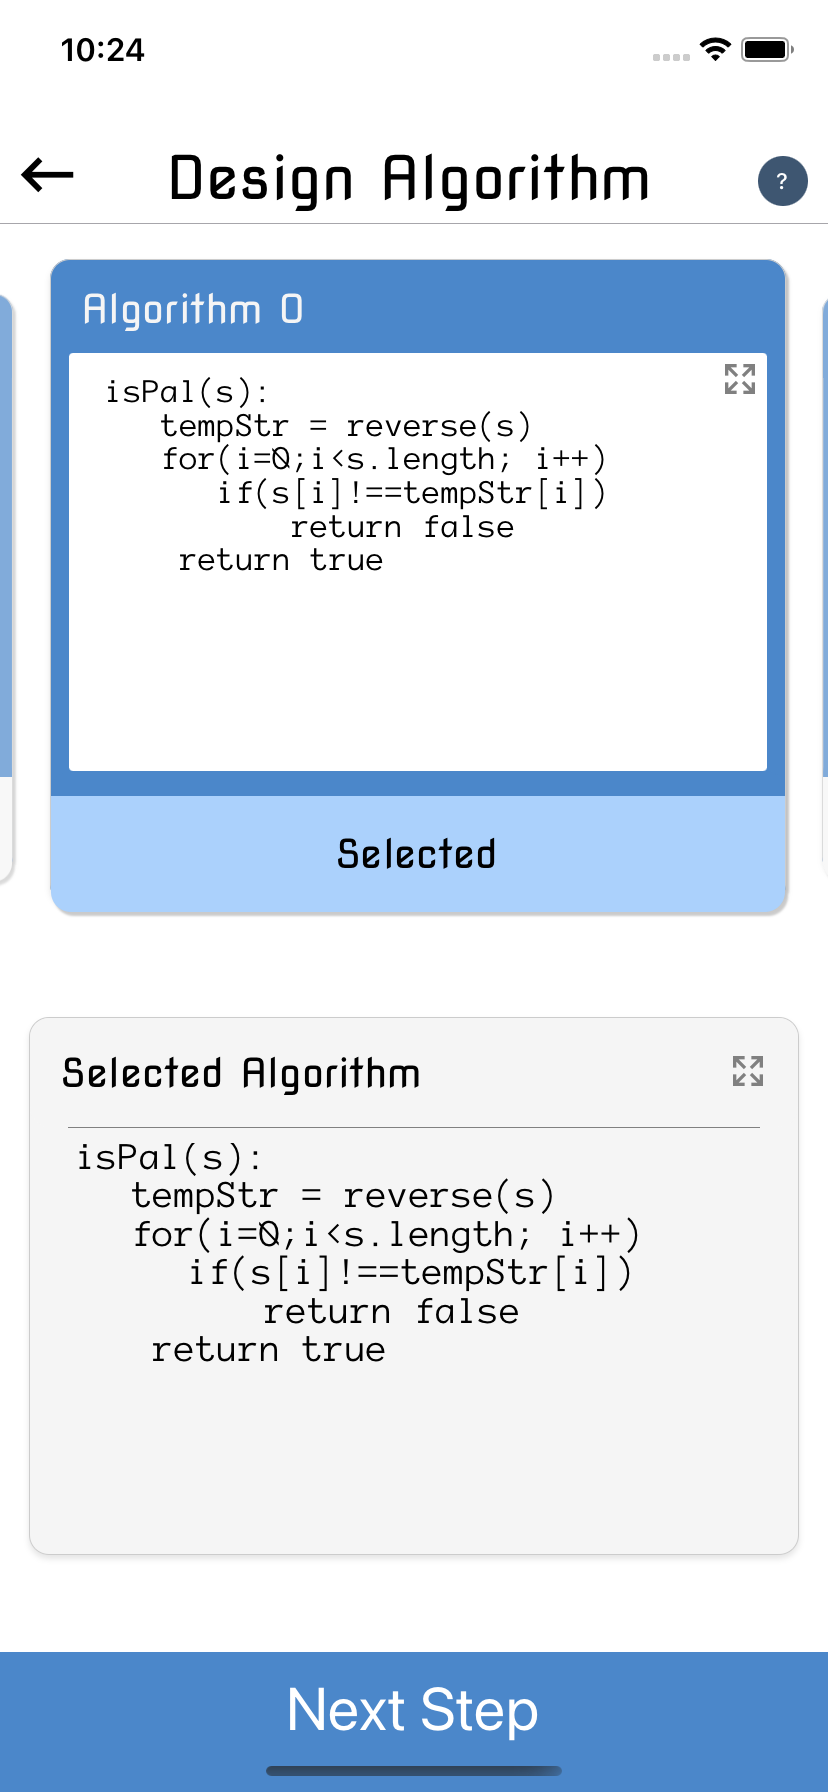 10:24
Design Algorithm
?
Algorithm 0
isPal(s):
tempStr = reverse(s)
for(i=0;i<s.length; i++)
if(s[i]!==tempStr[i])
return false
return true
Selected
Selected Algorithm
isPal(s):
tempStr = reverse(s)
for(i=0;i<s.length; i++)
if(s[i]!==tempStr[i])
return false
return true
Next Step